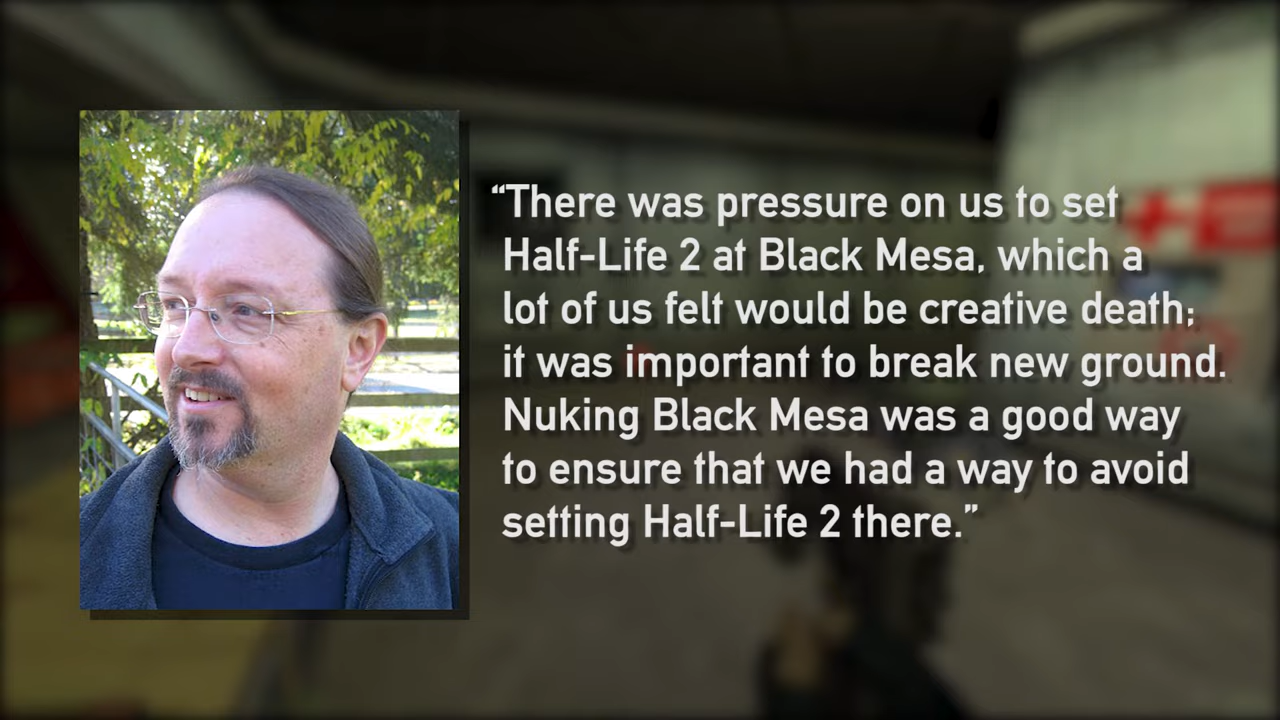 “There was pressure on us to set
Half-Life 2 at Black Mesa, which a
lot of us felt would be creative death;
it was important to break new ground.
Nuking Black Mesa was a good way
to ensure that we had a way to avoid
setting Half-Life 2 there.”